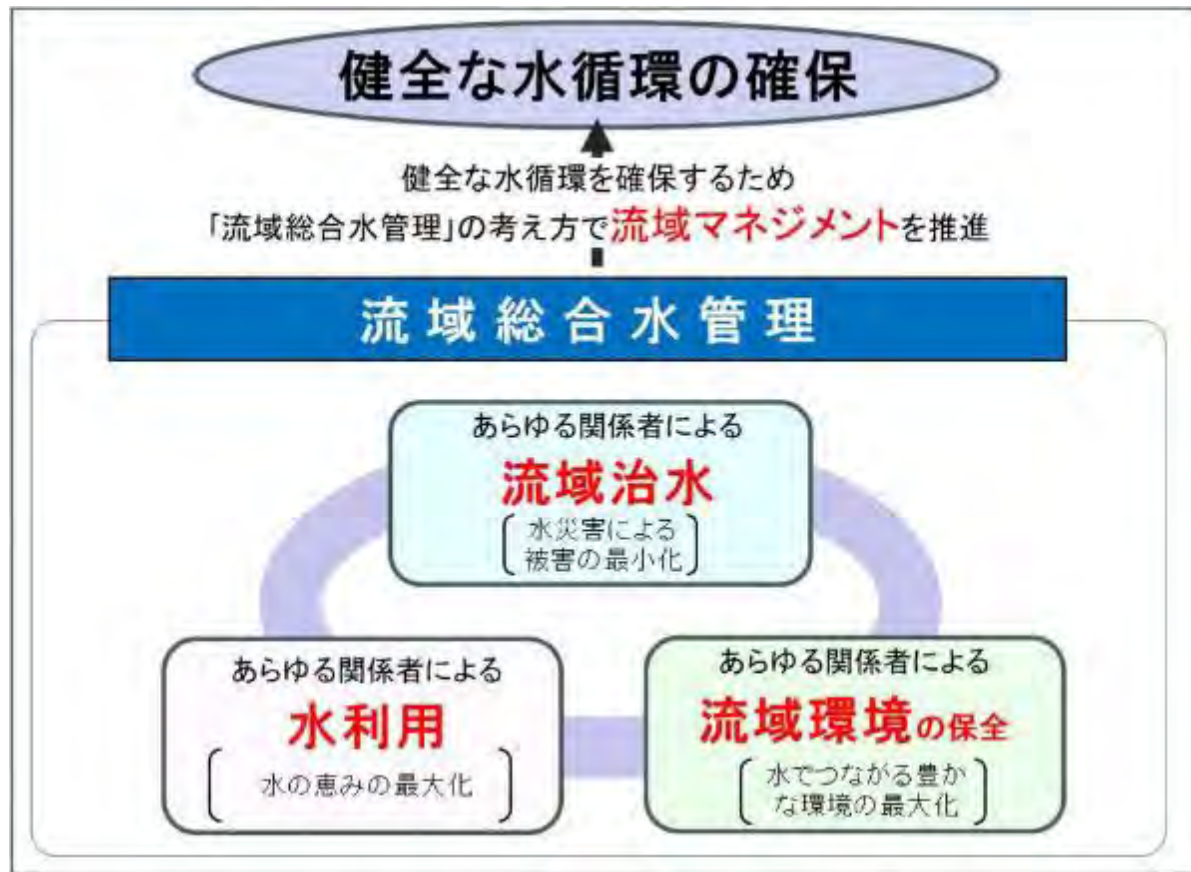 健全な水循環の確保
健全な水循環を確保するため
「流域総合水管理」の考え方で流域マネジメントを推進
流域総合水管理
あらゆる関係者による
流域治水
水災害による
被害の最小化
あらゆる関係者による
水利用
水の恵みの最大化
あらゆる関係者による
流域環境の保全
水でつながる豊か
な環境の最大化